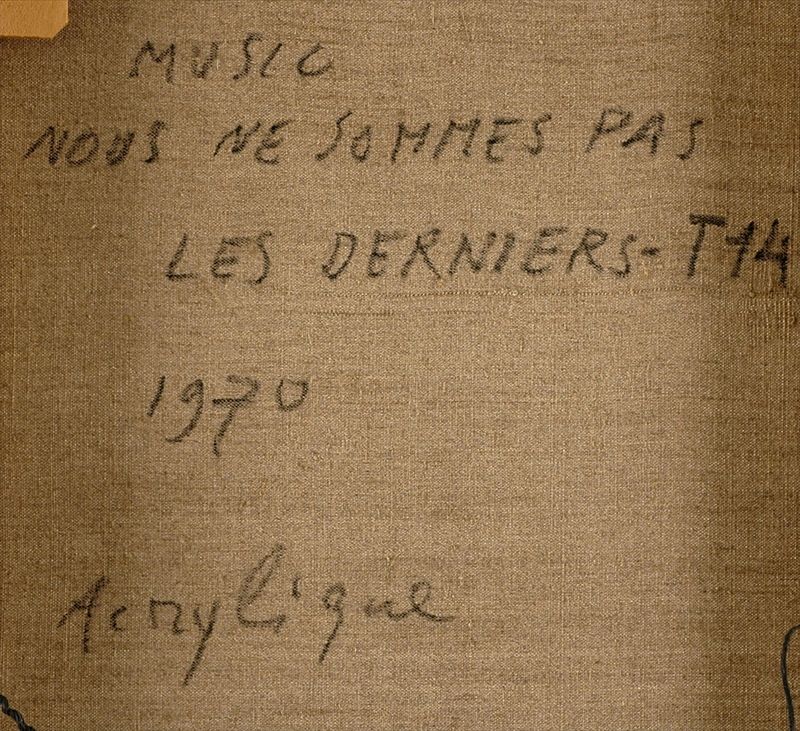 MUSIC
NOUS NE SOMMES PAS
LES DERNIERS-T14
1970
Acrylique